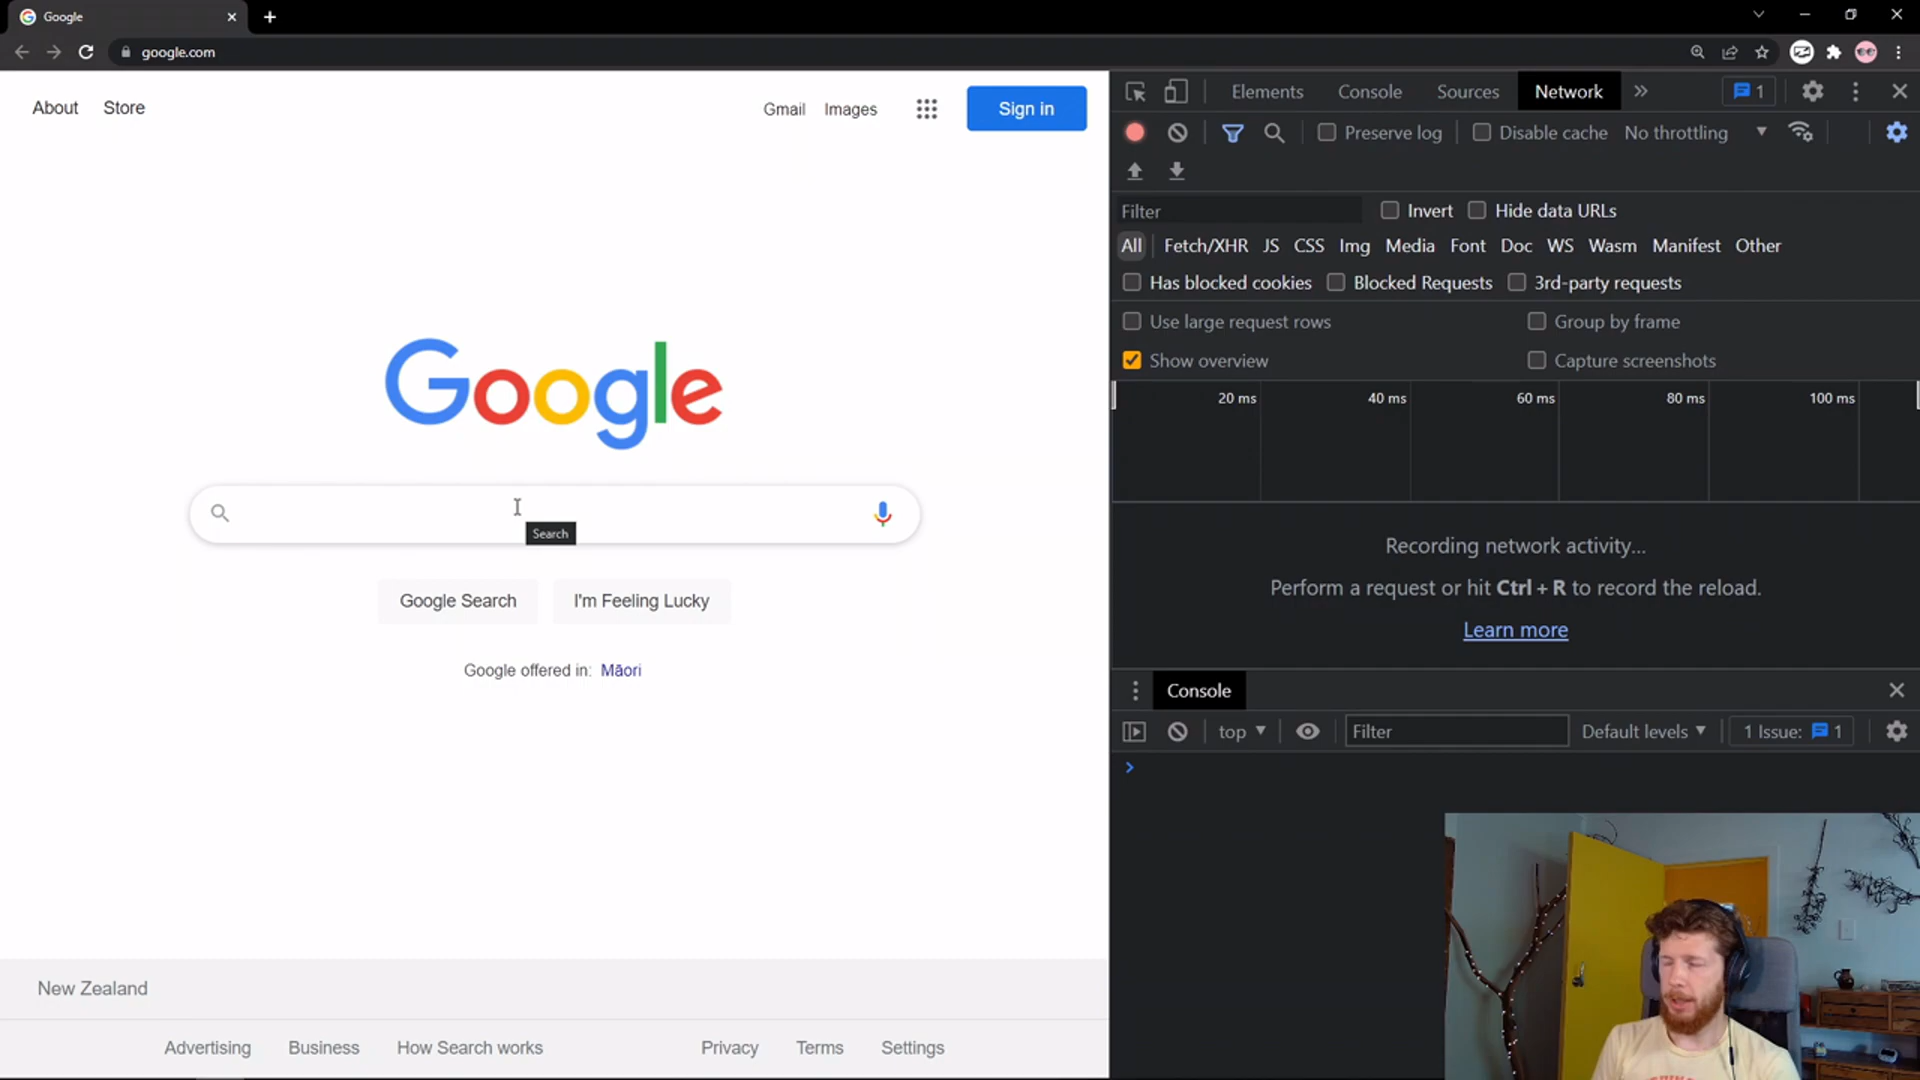 Google
google.com
About Store
Gmail Images
Sign in
Google
Search
Google Search
I'm Feeling Lucky
Google offered in: Māori
New Zealand
Advertising Business How Search works
Privacy Terms Settings
Elements Console Sources Network » 1
Preserve log Disable cache No throttling
Filter Invert Hide data URLs
All Fetch/XHR JS CSS Img Media Font Doc WS Wasm Manifest Other
Has blocked cookies Blocked Requests 3rd-party requests
Use large request rows Group by frame
Show overview Capture screenshots
20 ms 40 ms 60 ms 80 ms 100 ms
Recording network activity...
Perform a request or hit Ctrl + R to record the reload.
Learn more
Console
top Filter Default levels 1 Issue: 1